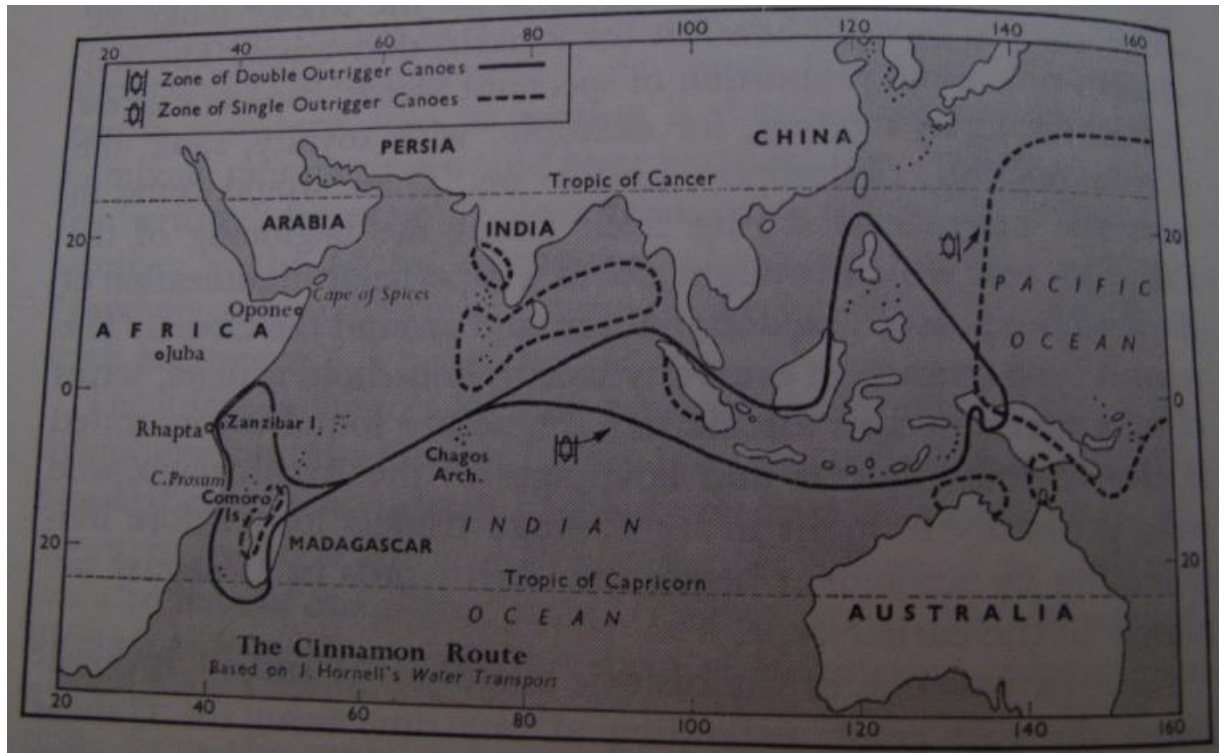 20 40 60 80 100 120 140 160
Zone of Double Outrigger Canoes
Zone of Single Outrigger Canoes
PERSIA
CHINA
Tropic of Cancer
ARABIA
INDIA
20
20
Cape of Spices
Opone
PACIFIC
OCEAN
AFRICA
Juba
0
0
Rhapta
Zanzibar I.
Chagos
Arch.
C. Prasum
Comoro
Is
INDIAN
MADAGASCAR
20
20
Tropic of Capricorn
OCEAN
AUSTRALIA
The Cinnamon Route
Based on J. Hornell's Water Transport
20 40 80 100 120 140 160